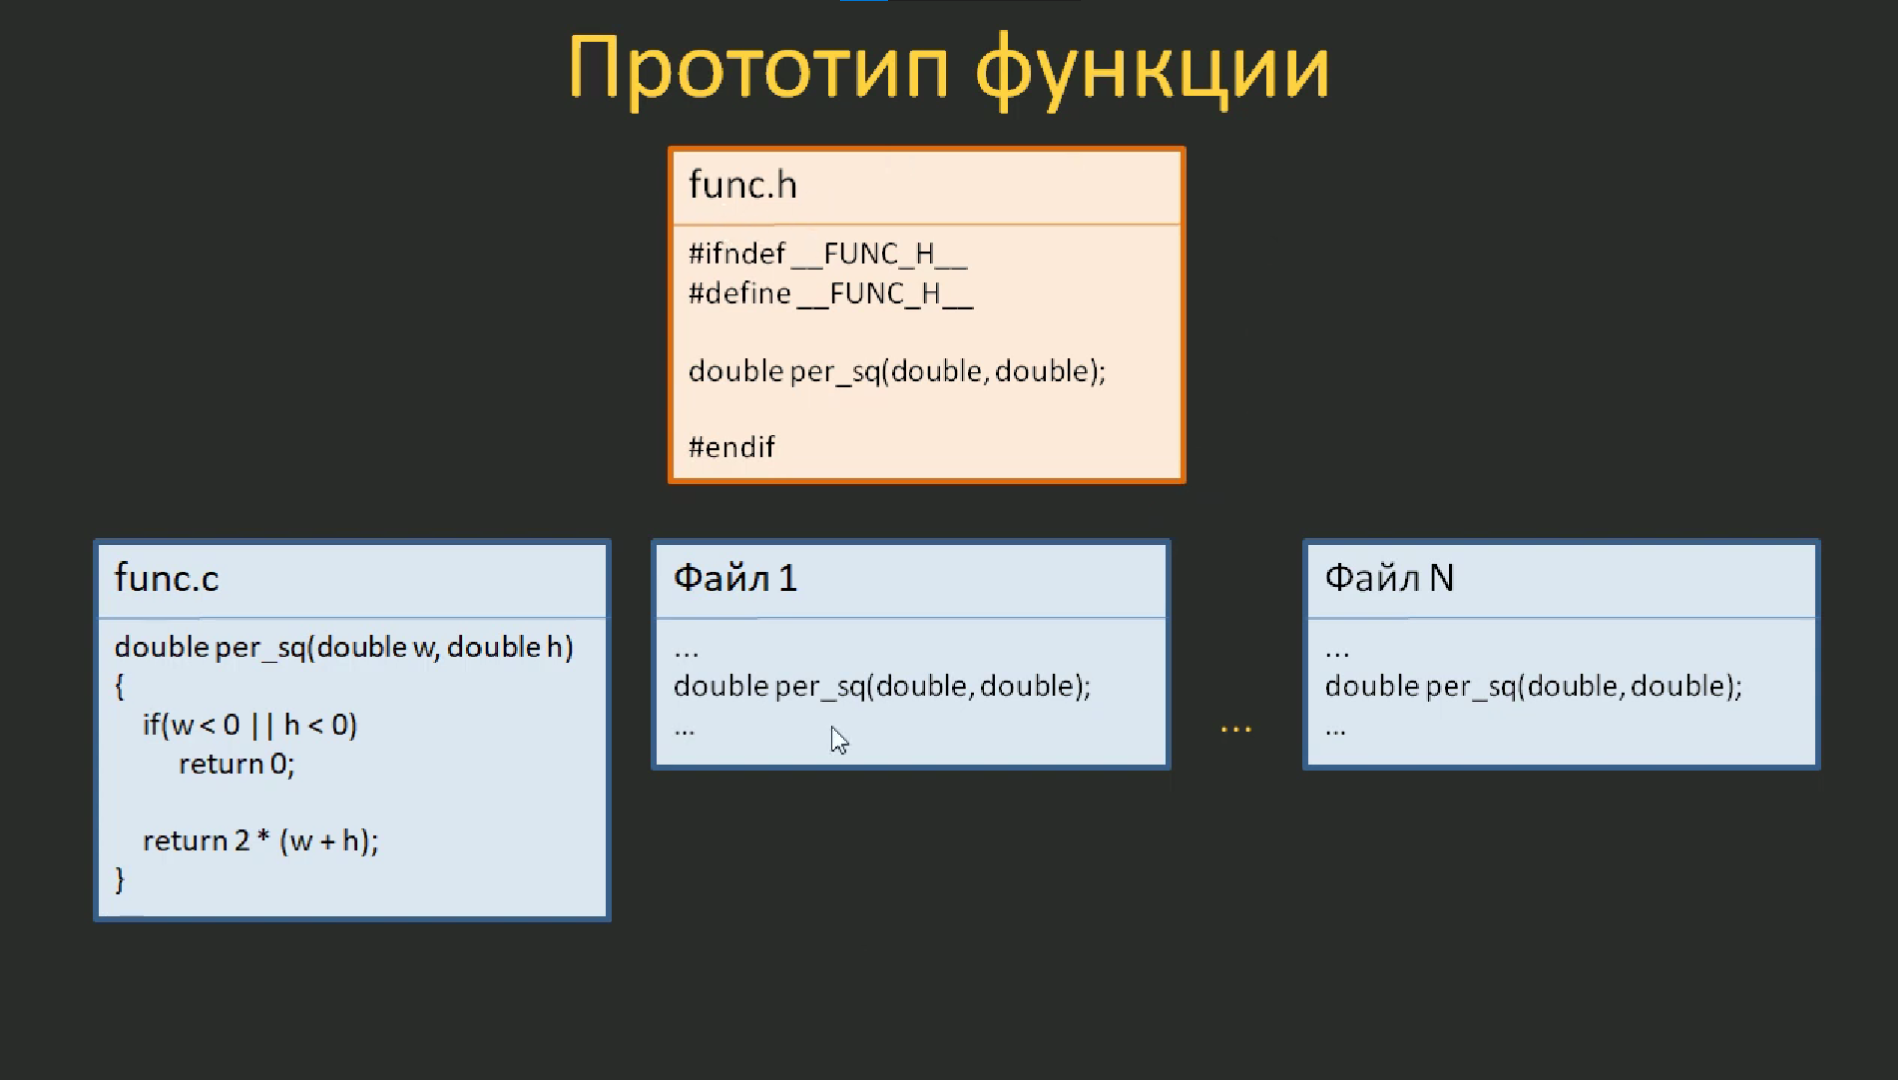 Прототип функции
func.h
#ifndef __FUNC_H__
#define __FUNC_H__
double per_sq(double, double);
#endif
func.c
double per_sq(double w, double h)
{
if(w < 0 || h < 0)
return 0;
return 2 * (w + h);
}
Файл 1
...
double per_sq(double, double);
...
...
Файл N
...
double per_sq(double, double);
...